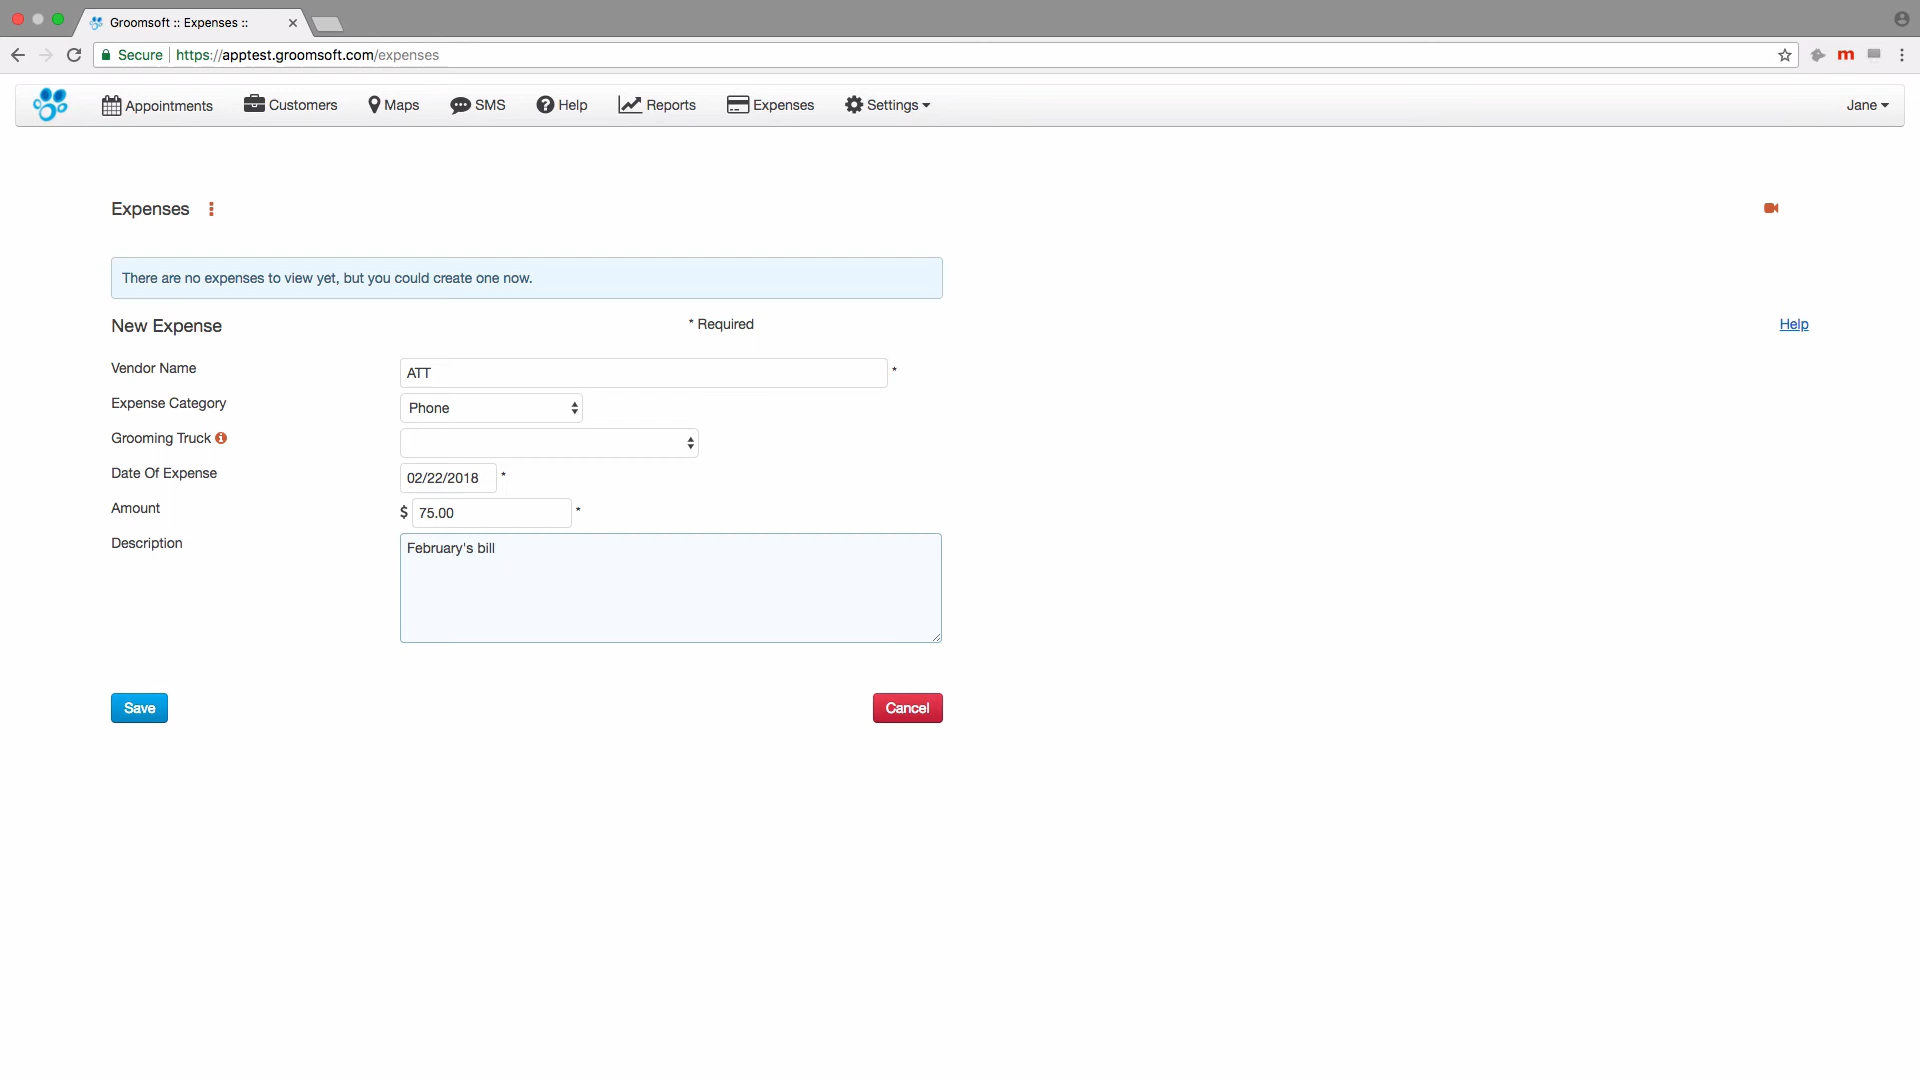 Groomsoft :: Expenses ::
Secure https://apptest.groomsoft.com/expenses
m
Appointments Customers Maps SMS Help Reports Expenses Settings Jane
Expenses
There are no expenses to view yet, but you could create one now.
New Expense * Required Help
Vendor Name ATT *
Expense Category Phone
Grooming Truck
Date Of Expense 02/22/2018 *
Amount $ 75.00 *
Description February's bill
Save Cancel